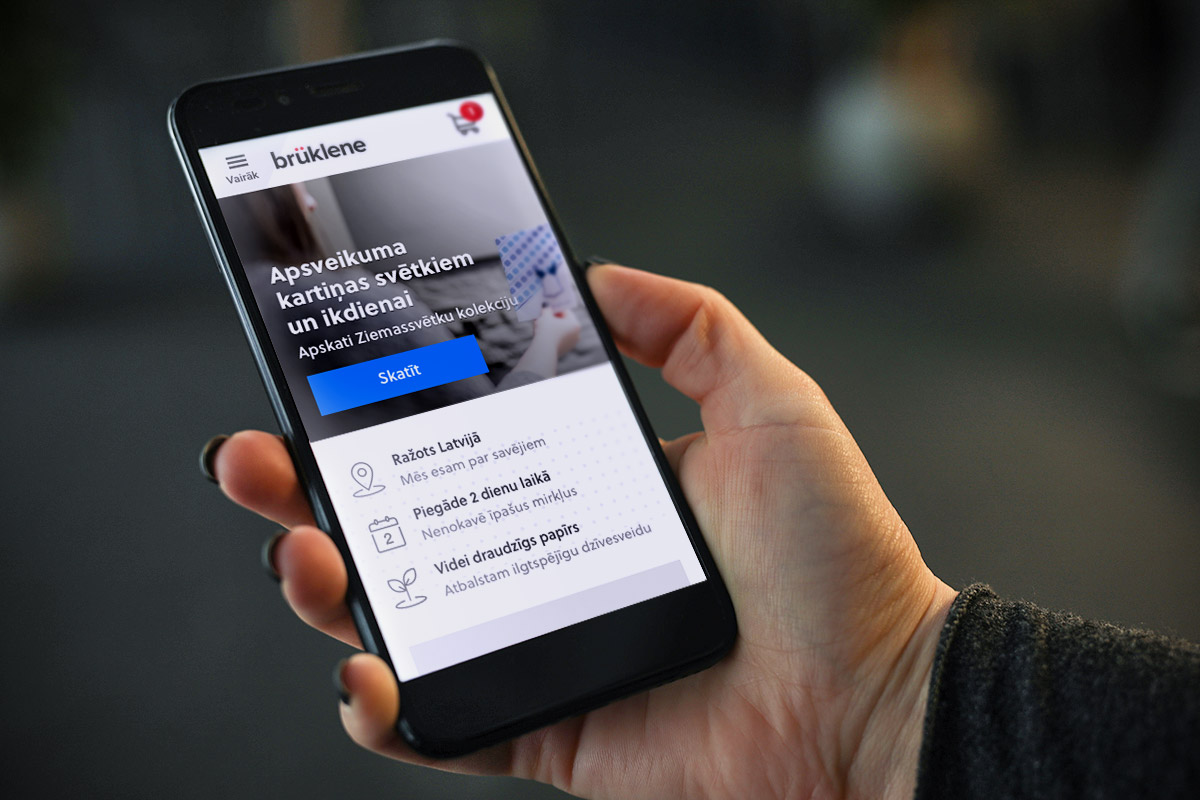 1
Vairāk
brüklene
Apsveikuma
kartiņas svētkiem
un ikdienai
Apskati Ziemassvētku kolekciju
Skatīt
Ražots Latvijā
Mēs esam par savējiem
Piegāde 2 dienu laikā
Nenokavē īpašus mirkļus
2
Videi draudzīgs papīrs
Atbalstam ilgtspējīgu dzīvesveidu